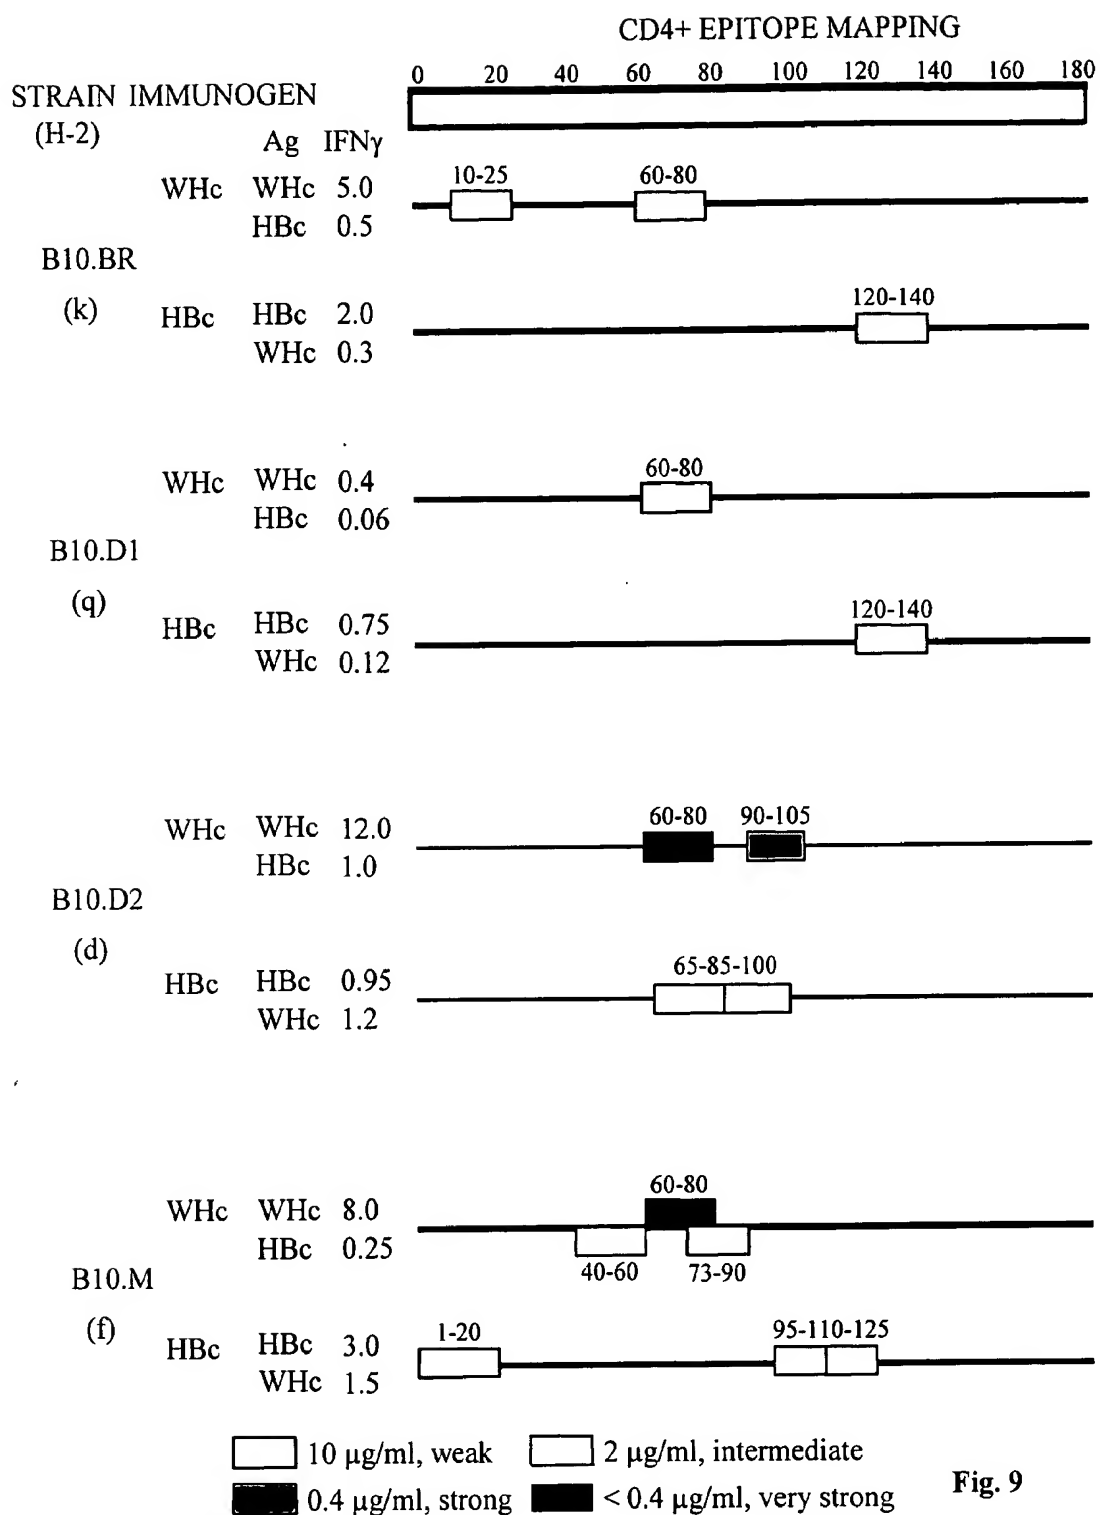 CD4+ EPITOPE MAPPING
0 20 40 60 80 100 120 140 160 180
STRAIN IMMUNOGEN
(H-2)
Ag IFNγ
10-25 60-80
WHc WHc 5.0
HBc 0.5
B10.BR
(k)
120-140
HBc HBc 2.0
WHc 0.3
60-80
WHc WHc 0.4
HBc 0.06
B10.D1
(q)
120-140
HBc HBc 0.75
WHc 0.12
60-80 90-105
WHc WHc 12.0
HBc 1.0
B10.D2
(d)
65-85-100
HBc HBc 0.95
WHc 1.2
60-80
WHc WHc 8.0
HBc 0.25
40-60 73-90
B10.M
(f)
1-20 95-110-125
HBc HBc 3.0
WHc 1.5
10 μg/ml, weak 2 μg/ml, intermediate
0.4 μg/ml, strong < 0.4 μg/ml, very strong
Fig. 9